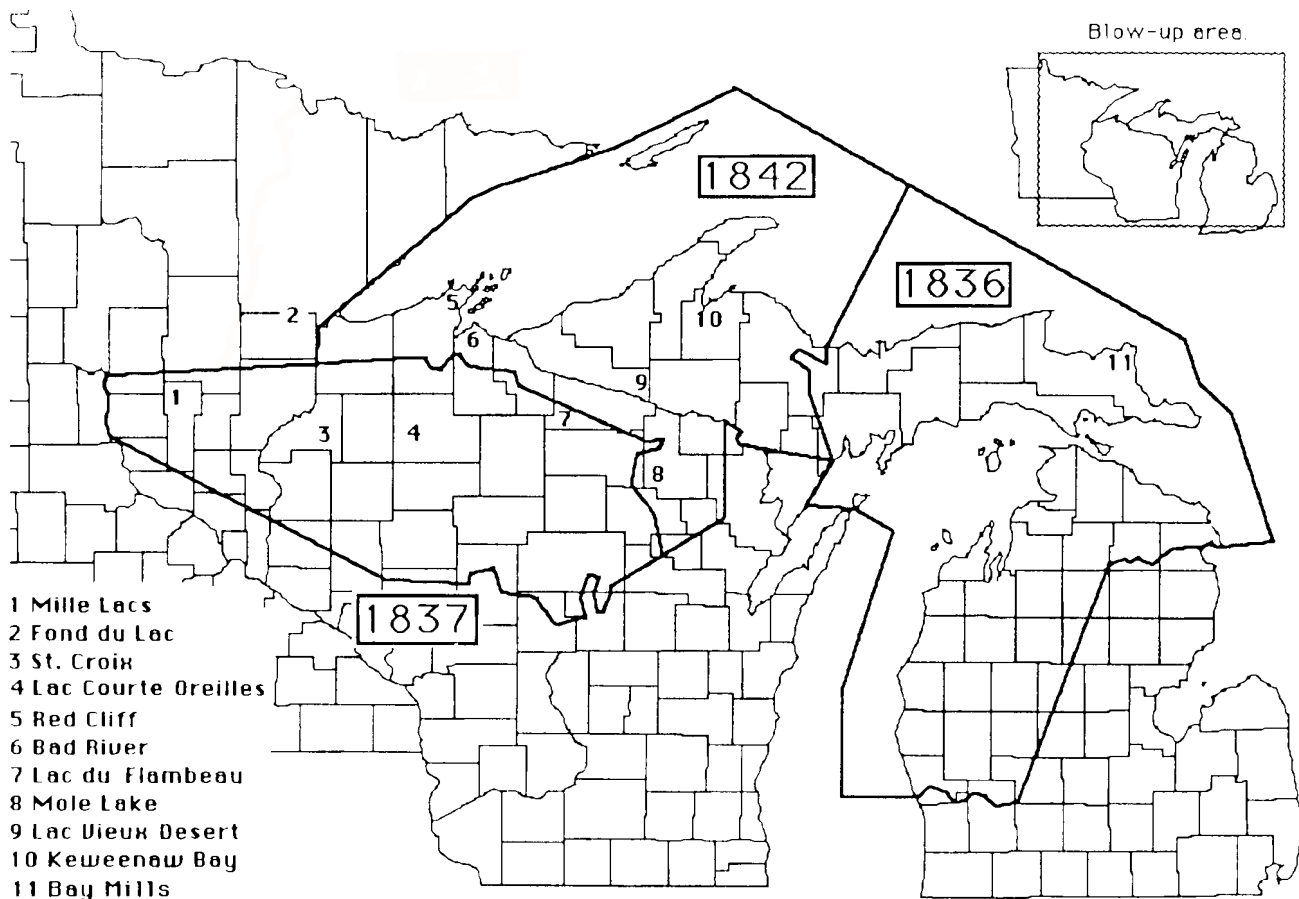 Blow-up area.
1842
1836
5
2
10
6
11
9
1
7
3
4
8
1837
1 Mille Lacs
2 Fond du Lac
3 St. Croix
4 Lac Courte Oreilles
5 Red Cliff
6 Bad River
7 Lac du Flambeau
8 Mole Lake
9 Lac Vieux Desert
10 Keweenaw Bay
11 Bay Mills